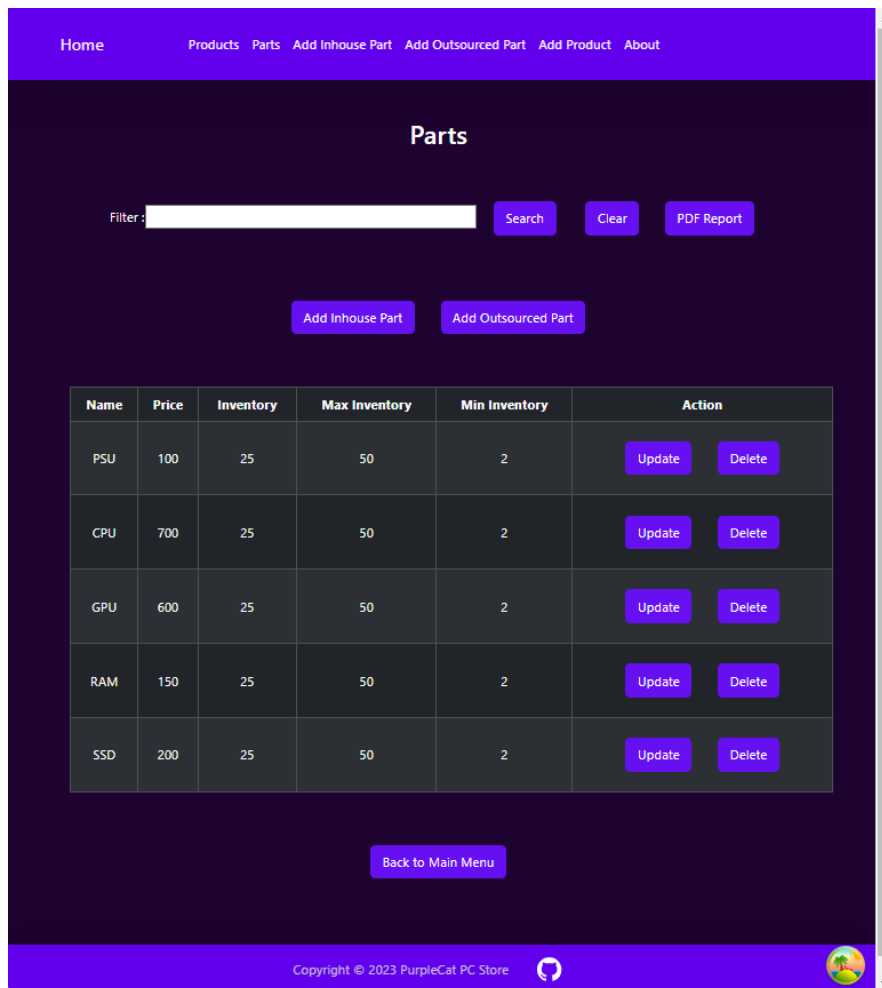 Home Products Parts Add Inhouse Part Add Outsourced Part Add Product About
Parts
Filter : Search Clear PDF Report
Add Inhouse Part Add Outsourced Part
Name Price Inventory Max Inventory Min Inventory Action
PSU 100 25 50 2 Update Delete
CPU 700 25 50 2 Update Delete
GPU 600 25 50 2 Update Delete
RAM 150 25 50 2 Update Delete
SSD 200 25 50 2 Update Delete
Back to Main Menu
Copyright © 2023 PurpleCat PC Store